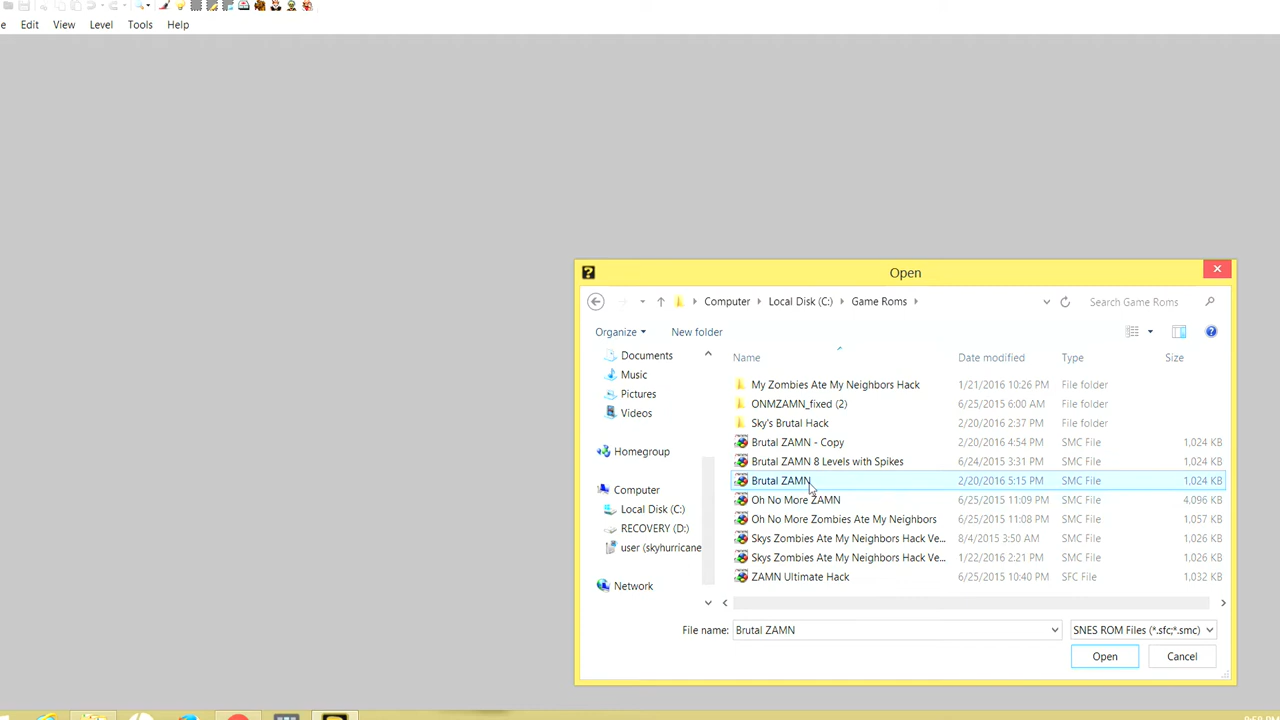 Edit View Level Tools Help
Open
Computer Local Disk (C:) Game Roms Search Game Roms
Organize New folder
Documents
Music
Pictures
Videos
Homegroup
Computer
Local Disk (C:)
RECOVERY (D:)
user (skyhurricane
Network
Name Date modified Type Size
My Zombies Ate My Neighbors Hack 1/21/2016 10:26 PM File folder
ONMZAMN_fixed (2) 6/25/2015 6:00 AM File folder
Sky's Brutal Hack 2/20/2016 2:37 PM File folder
Brutal ZAMN - Copy 2/20/2016 4:54 PM SMC File 1,024 KB
Brutal ZAMN 8 Levels with Spikes 6/24/2015 3:31 PM SMC File 1,024 KB
Brutal ZAMN 2/20/2016 5:15 PM SMC File 1,024 KB
Oh No More ZAMN 6/25/2015 11:09 PM SMC File 4,096 KB
Oh No More Zombies Ate My Neighbors 6/25/2015 11:08 PM SMC File 1,057 KB
Skys Zombies Ate My Neighbors Hack Ve... 8/4/2015 3:50 AM SMC File 1,026 KB
Skys Zombies Ate My Neighbors Hack Ve... 1/22/2016 2:21 PM SMC File 1,026 KB
ZAMN Ultimate Hack 6/25/2015 10:40 PM SFC File 1,032 KB
File name: Brutal ZAMN SNES ROM Files (*.sfc;*.smc)
Open Cancel